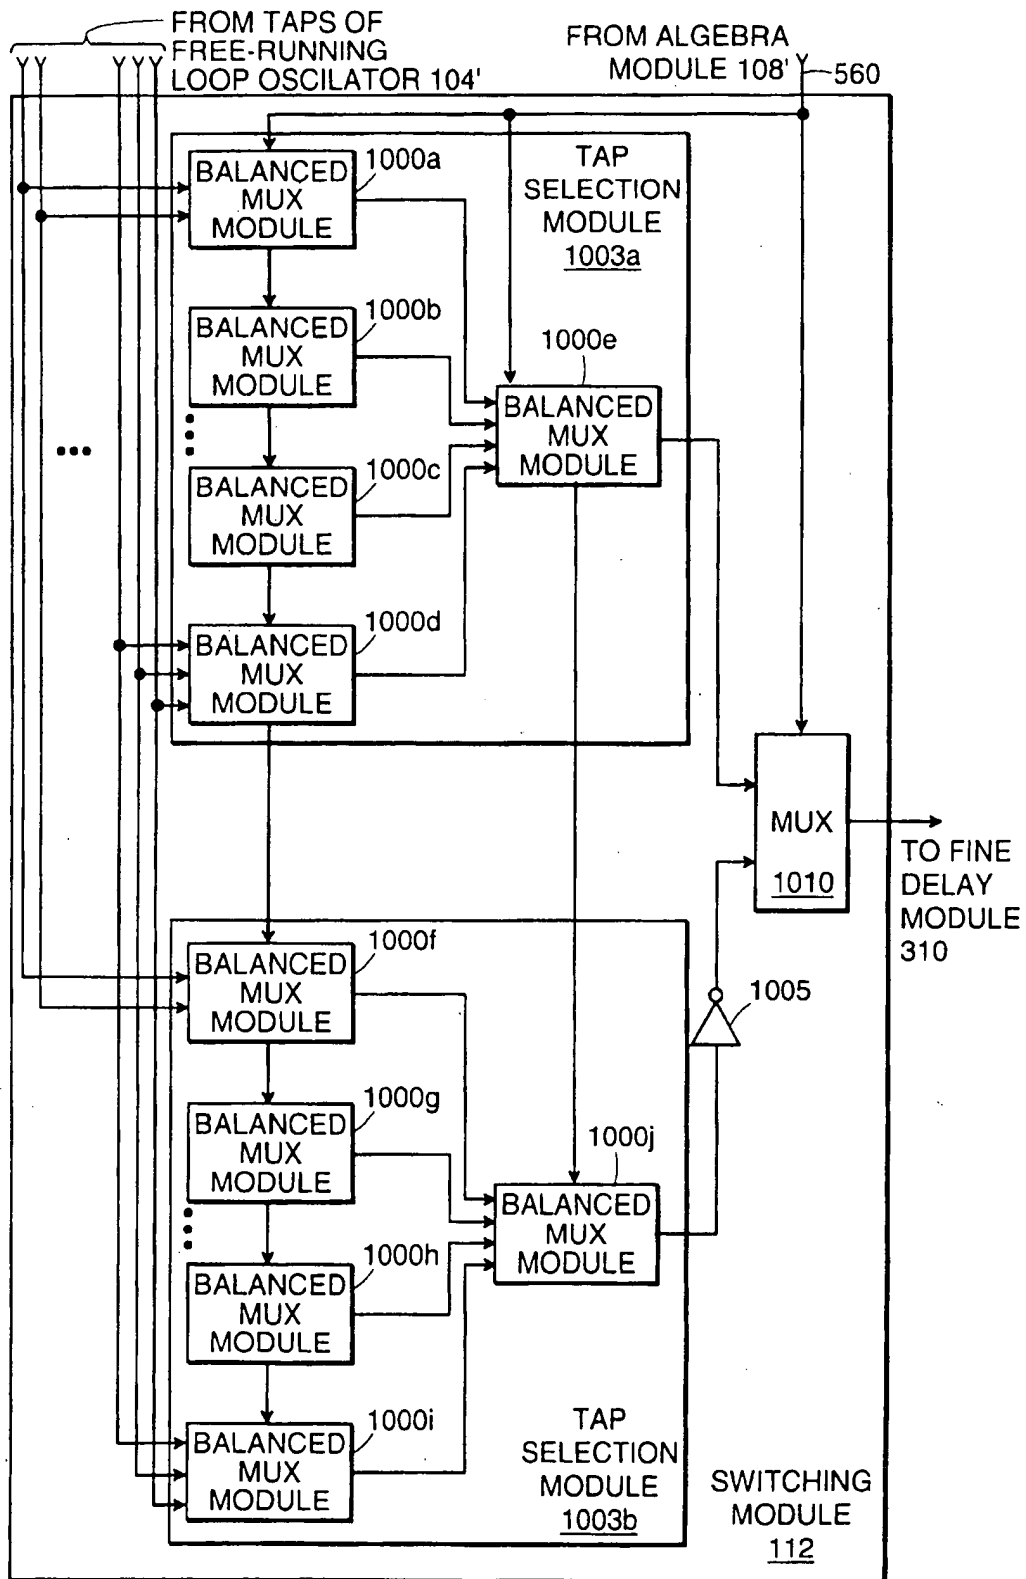 FROM TAPS OF
FREE-RUNNING
LOOP OSCILATOR 104'
FROM ALGEBRA
MODULE 108'
560
TAP
SELECTION
MODULE
1003a
1000a
BALANCED
MUX
MODULE
1000b
BALANCED
MUX
MODULE
1000e
BALANCED
MUX
MODULE
1000c
BALANCED
MUX
MODULE
1000d
BALANCED
MUX
MODULE
MUX
1010
TO FINE
DELAY
MODULE
310
1000f
BALANCED
MUX
MODULE
1005
1000g
BALANCED
MUX
MODULE
1000j
BALANCED
MUX
MODULE
1000h
BALANCED
MUX
MODULE
1000i
BALANCED
MUX
MODULE
TAP
SELECTION
MODULE
1003b
SWITCHING
MODULE
112